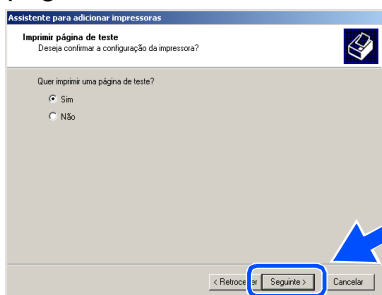 Assistente para adicionar impressoras
Imprimir página de teste
Deseja confirmar a configuração da impressora?
Quer imprimir uma página de teste?
Sim
Não
< Retroceder Seguinte > Cancelar